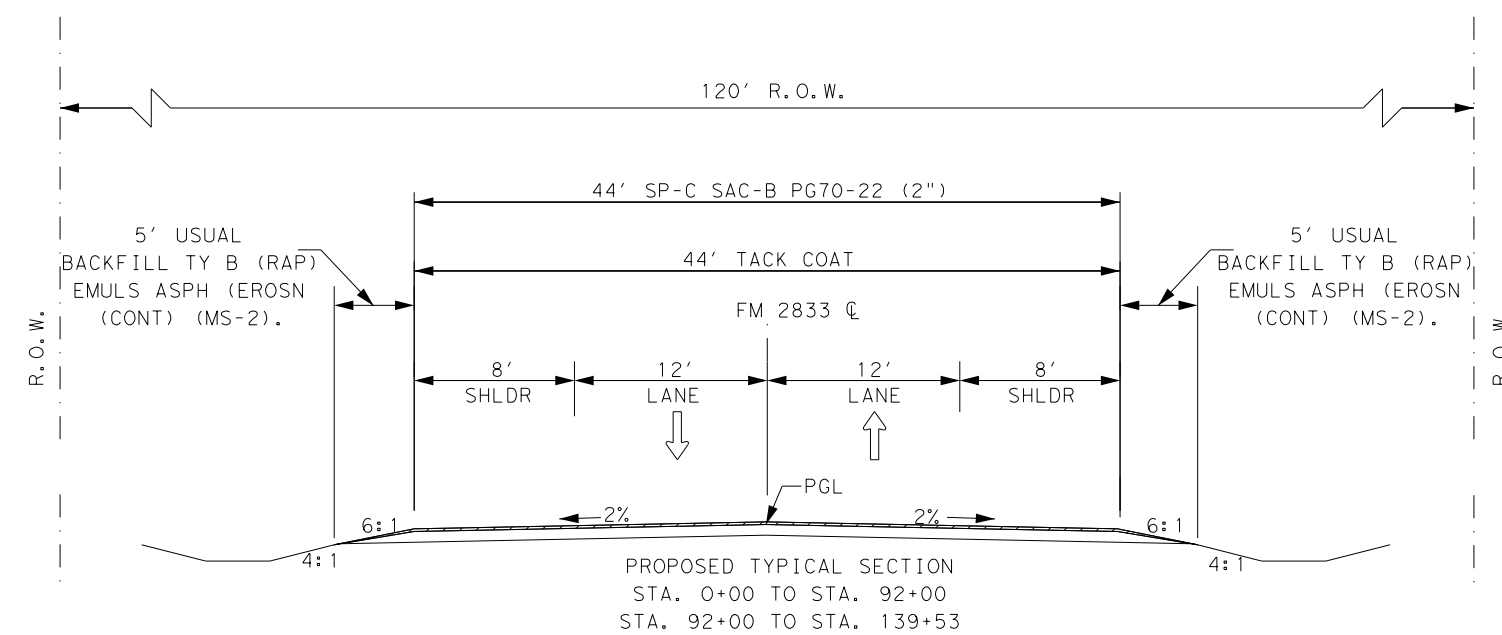 120' R.O.W.
44' SP-C SAC-B PG70-22 (2")
5' USUAL
BACKFILL TY B (RAP)
EMULS ASPH (EROSN
(CONT) (MS-2).
44' TACK COAT
5' USUAL
BACKFILL TY B (RAP)
EMULS ASPH (EROSN
(CONT) (MS-2).
FM 2833 ℄
R.O.W.
R.O.W
8'
SHLDR
12'
LANE
12'
LANE
8'
SHLDR
PGL
6:1
2%
2%
6:1
4:1
4:1
PROPOSED TYPICAL SECTION
STA. 0+00 TO STA. 92+00
STA. 92+00 TO STA. 139+53